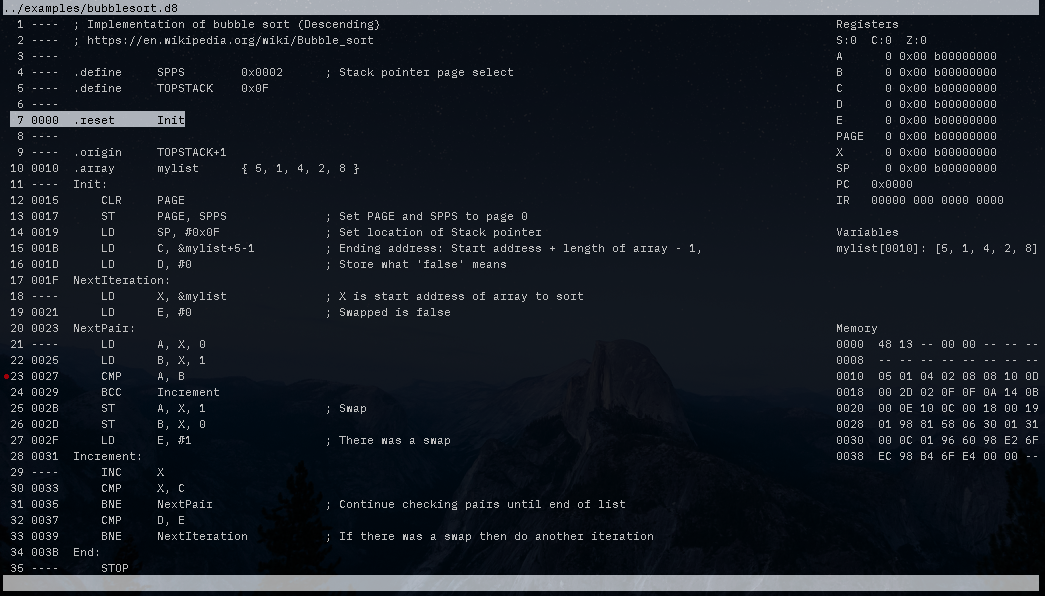 ../examples/bubblesort.d8
1 ---- ; Implementation of bubble sort (Descending)
2 ---- ; https://en.wikipedia.org/wiki/Bubble_sort
3 ----
4 ---- .define SPPS 0x0002 ; Stack pointer page select
5 ---- .define TOPSTACK 0x0F
6 ----
7 0000 .reset Init
8 ----
9 ---- .origin TOPSTACK+1
10 0010 .array mylist { 5, 1, 4, 2, 8 }
11 ---- Init:
12 0015 CLR PAGE
13 0017 ST PAGE, SPPS ; Set PAGE and SPPS to page 0
14 0019 LD SP, #0x0F ; Set location of Stack pointer
15 001B LD C, &mylist+5-1 ; Ending address: Start address + length of array - 1,
16 001D LD D, #0 ; Store what 'false' means
17 001F NextIteration:
18 ---- LD X, &mylist ; X is start address of array to sort
19 0021 LD E, #0 ; Swapped is false
20 0023 NextPair:
21 ---- LD A, X, 0
22 0025 LD B, X, 1
23 0027 CMP A, B
24 0029 BCC Increment
25 002B ST A, X, 1 ; Swap
26 002D ST B, X, 0
27 002F LD E, #1 ; There was a swap
28 0031 Increment:
29 ---- INC X
30 0033 CMP X, C
31 0035 BNE NextPair ; Continue checking pairs until end of list
32 0037 CMP D, E
33 0039 BNE NextIteration ; If there was a swap then do another iteration
34 003B End:
35 ---- STOP
Registers
S:0 C:0 Z:0
A 0 0x00 b00000000
B 0 0x00 b00000000
C 0 0x00 b00000000
D 0 0x00 b00000000
E 0 0x00 b00000000
PAGE 0 0x00 b00000000
X 0 0x00 b00000000
SP 0 0x00 b00000000
PC 0x0000
IR 00000 000 0000 0000
Variables
mylist[0010]: [5, 1, 4, 2, 8]
Memory
0000 48 13 -- 00 00 -- -- --
0008 -- -- -- -- -- -- -- --
0010 05 01 04 02 08 08 10 0D
0018 00 2D 02 0F 0F 0A 14 0B
0020 00 0E 10 0C 00 18 00 19
0028 01 98 81 58 06 30 01 31
0030 00 0C 01 96 60 98 E2 6F
0038 EC 98 B4 6F E4 00 00 --